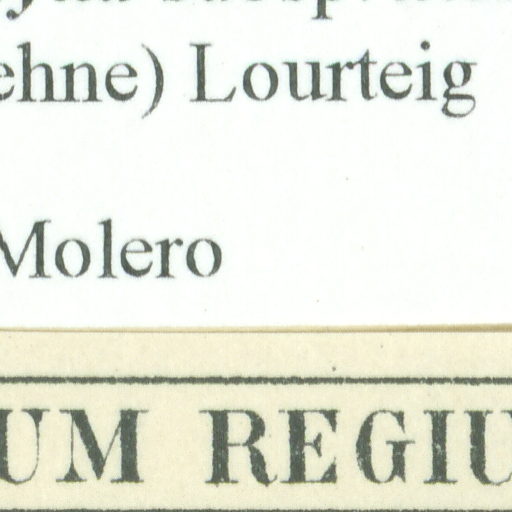 ehne) Lourteig
Molero
UM REGIU